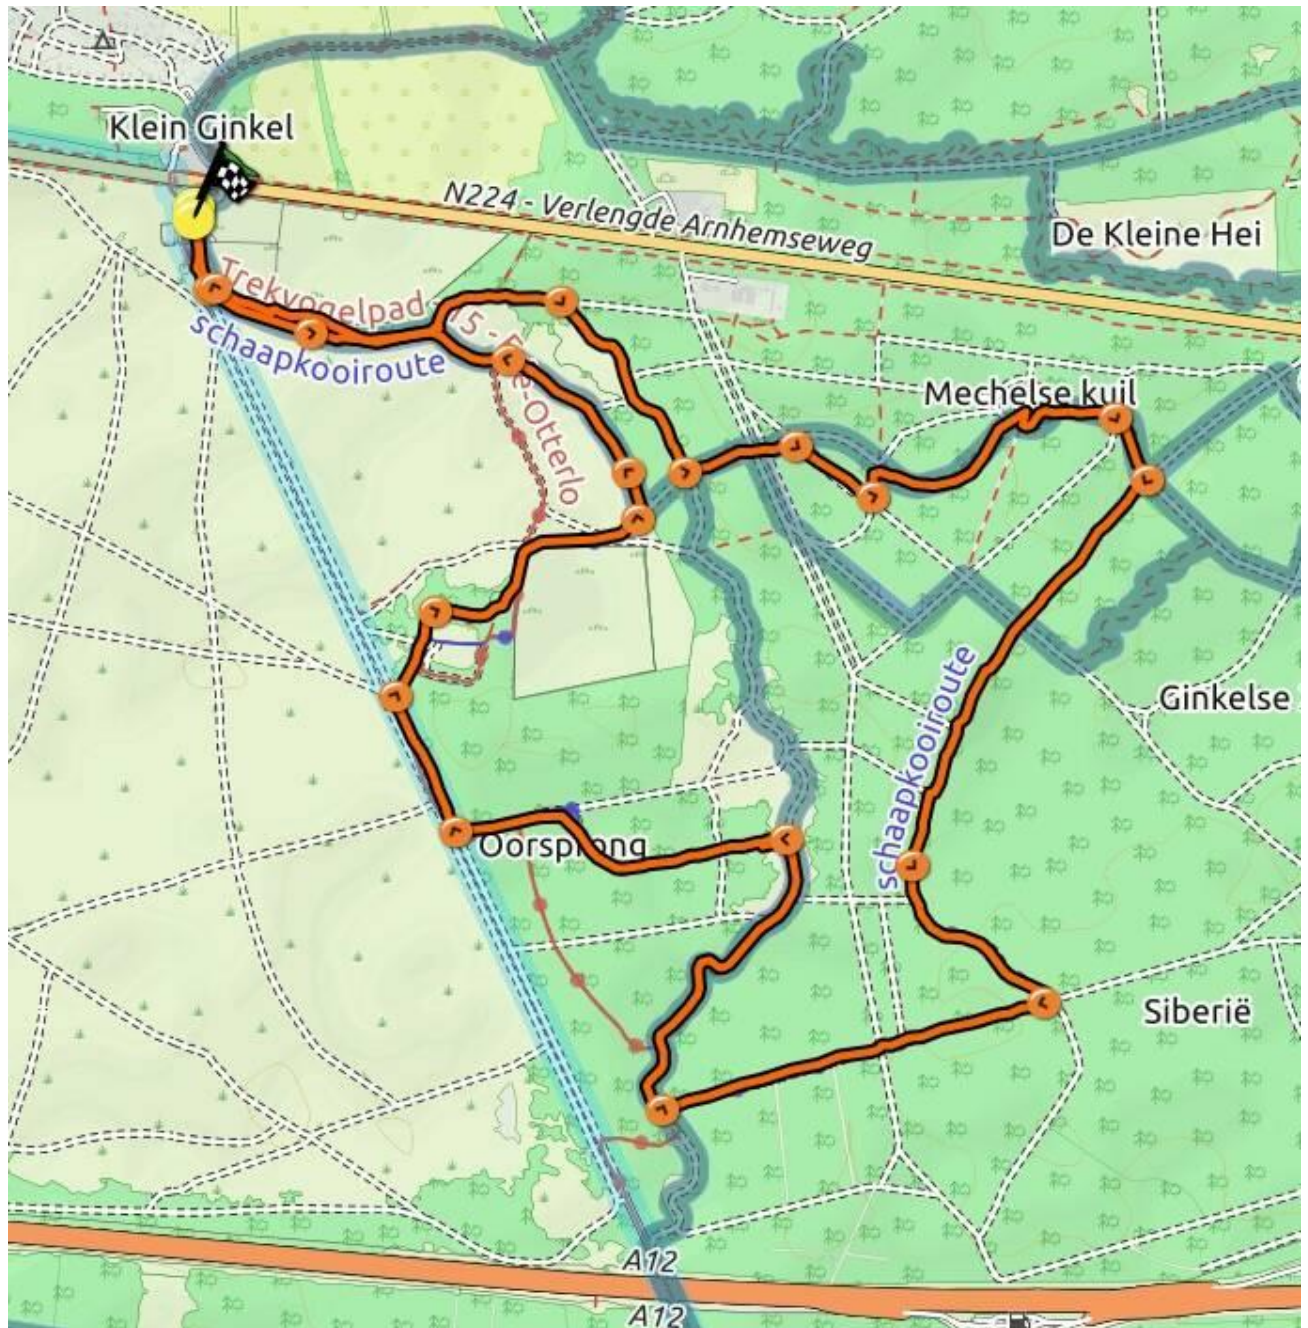 Klein Ginkel
N224 - Verlengde Arnhemseweg
De Kleine Hei
Trekvogelpad
schaapkooiroute
-Otterlo
Mechelse kuil
schaapkooiroute
Ginkelse
Oorsprong
Siberië
A12
A12